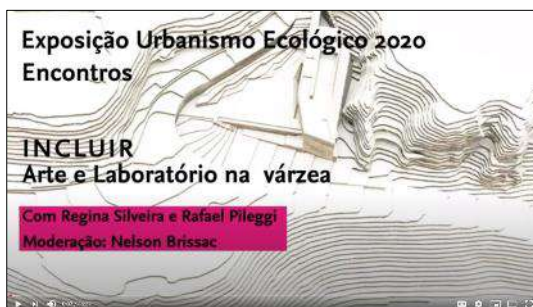 Exposição Urbanismo Ecológico 2020
Encontros
INCLUIR
Arte e Laboratório na várzea
Com Regina Silveira e Rafael Pileggi
Moderação: Nelson Brissac